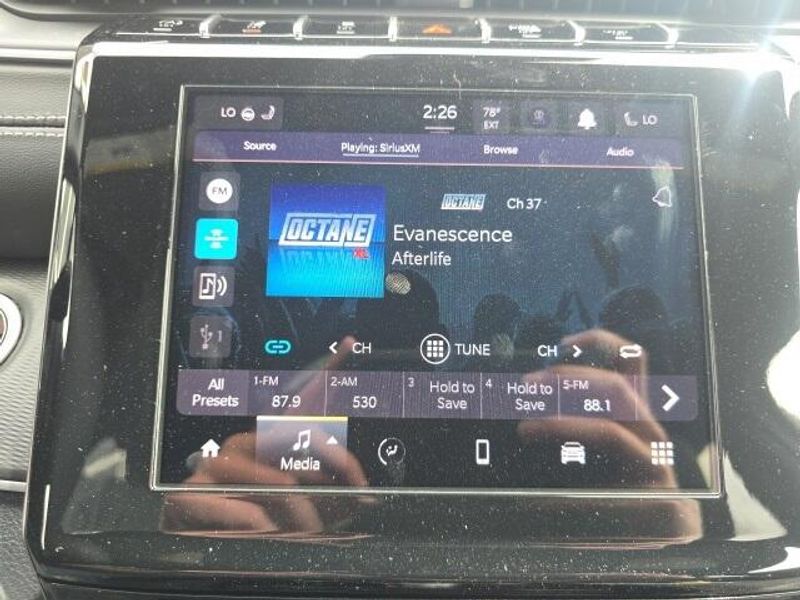 LO 2:26 78° EXT LO
Source Playing: SiriusXM Browse Audio
FM
OCTANE Ch 37
OCTANE
XL
Evanescence
Afterlife
1
CH TUNE CH
All Presets
1-FM 87.9
2-AM 530
3 Hold to Save
4 Hold to Save
5-FM 88.1
Media